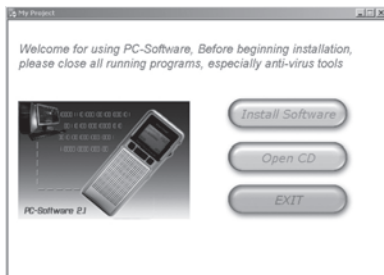 My Project
Welcome for using PC-Software, Before beginning installation,
please close all running programs, especially anti-virus tools
Install Software
Open CD
EXIT
PC-Software 2.1